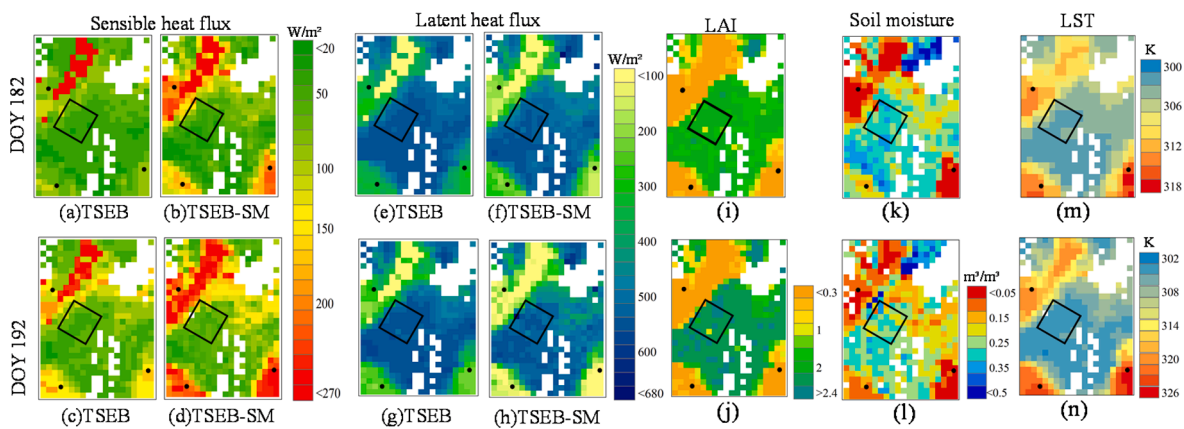 Sensible heat flux
Latent heat flux
LAI
Soil moisture
LST
DOY 182
W/m²
<20
50
100
150
200
<270
(a)TSEB
(b)TSEB-SM
W/m²
<100
200
300
400
500
600
<680
(e)TSEB
(f)TSEB-SM
(i)
(k)
(m)
K
300
306
312
318
DOY 192
(c)TSEB
(d)TSEB-SM
(g)TSEB
(h)TSEB-SM
(j)
<0.3
1
2
>2.4
(l)
m³/m³
<0.05
0.15
0.25
0.35
<0.5
(n)
K
302
308
314
320
326